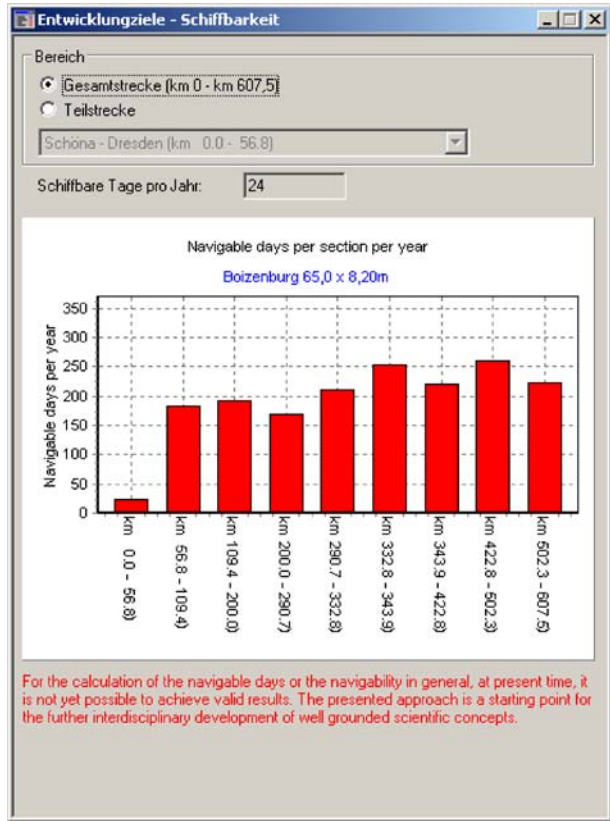 Entwicklungziele - Schiffbarkeit
Bereich
Gesamtstrecke (km 0 - km 607,5)
Teilstrecke
Schöna - Dresden (km 0.0 - 56.8)
Schiffbare Tage pro Jahr: 24
Navigable days per section per year
Boizenburg 65,0 x 8,20m
Navigable days per year
350
300
250
200
150
100
50
0
km 0.0 - 56.8)
km 56.8 - 109.4)
km 109.4 - 200.0)
km 200.0 - 290.7)
km 290.7 - 332.8)
km 332.8 - 343.9)
km 343.9 - 422.8)
km 422.8 - 502.3)
km 502.3 - 607.5)
For the calculation of the navigable days or the navigability in general, at present time, it
is not yet possible to achieve valid results. The presented approach is a starting point for
the further interdisciplinary development of well grounded scientific concepts.